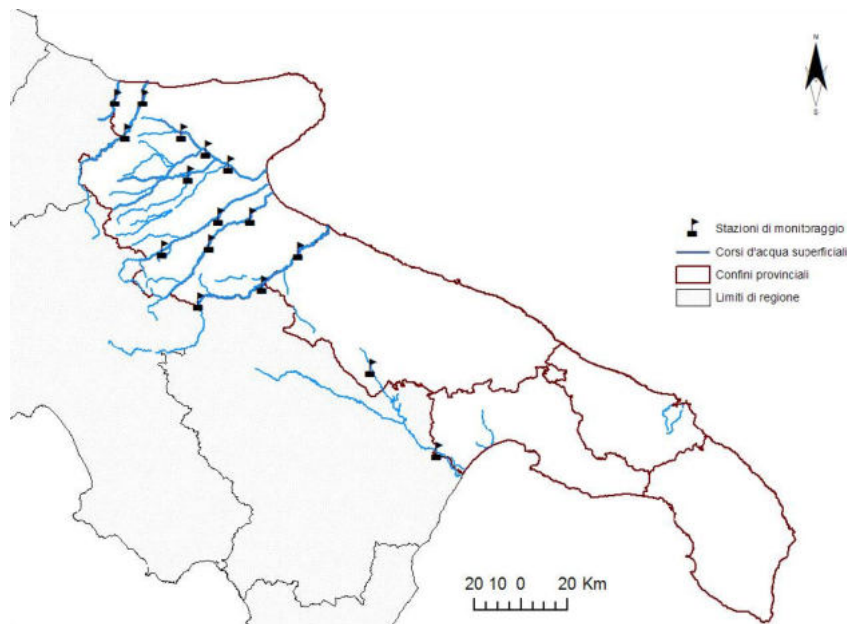 N
S
Stazioni di monitoraggio
Corsi d'acqua superficiali
Confini provinciali
Limiti di regione
20 10 0 20 Km